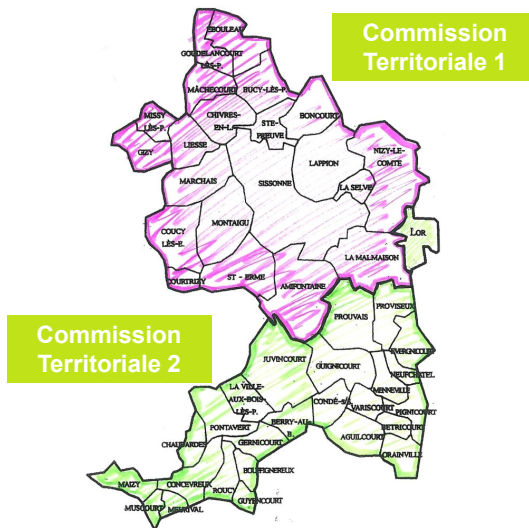 Commission
Territoriale 1
EBOULEAU
GOUDELANCOURT
LÈS-P.
MÂCHECOURT
BUCY-LÈS-P.
MISSY
LÈS-P.
CHIVRES-
EN-L.
STE-
PREUVE
BONCOURT
GIZY
LIESSE
NIZY-LE-
COMTE
LAPPION
MARCHAIS
SISSONNE
LA SELVE
MONTAIGU
COUCY
LÈS-E.
LOR
LA MALMAISON
COURTRIZY
ST - ERME
AMIFONTAINE
Commission
Territoriale 2
PROUVAIS
PROVISEUX
JUVINCOURT
EVERGNICOURT
GUIGNICOURT
NEUFCHATEL
LA VILLE-
AUX-BOIS-
LÈS-P.
MENNEVILLE
CONDÉ-S/S.
VARISCOURT
PIGNICOURT
BERRY-AU-
B.
PONTAVERT
BETRICOURT
AGUILCOURT
CHAUDARDES
GERNICOURT
ORAINVILLE
BOUFFIGNEREUX
MAIZY
CONCEVREUX
ROUCY
MUSCOURT
MEURIVAL
GUYENCOURT